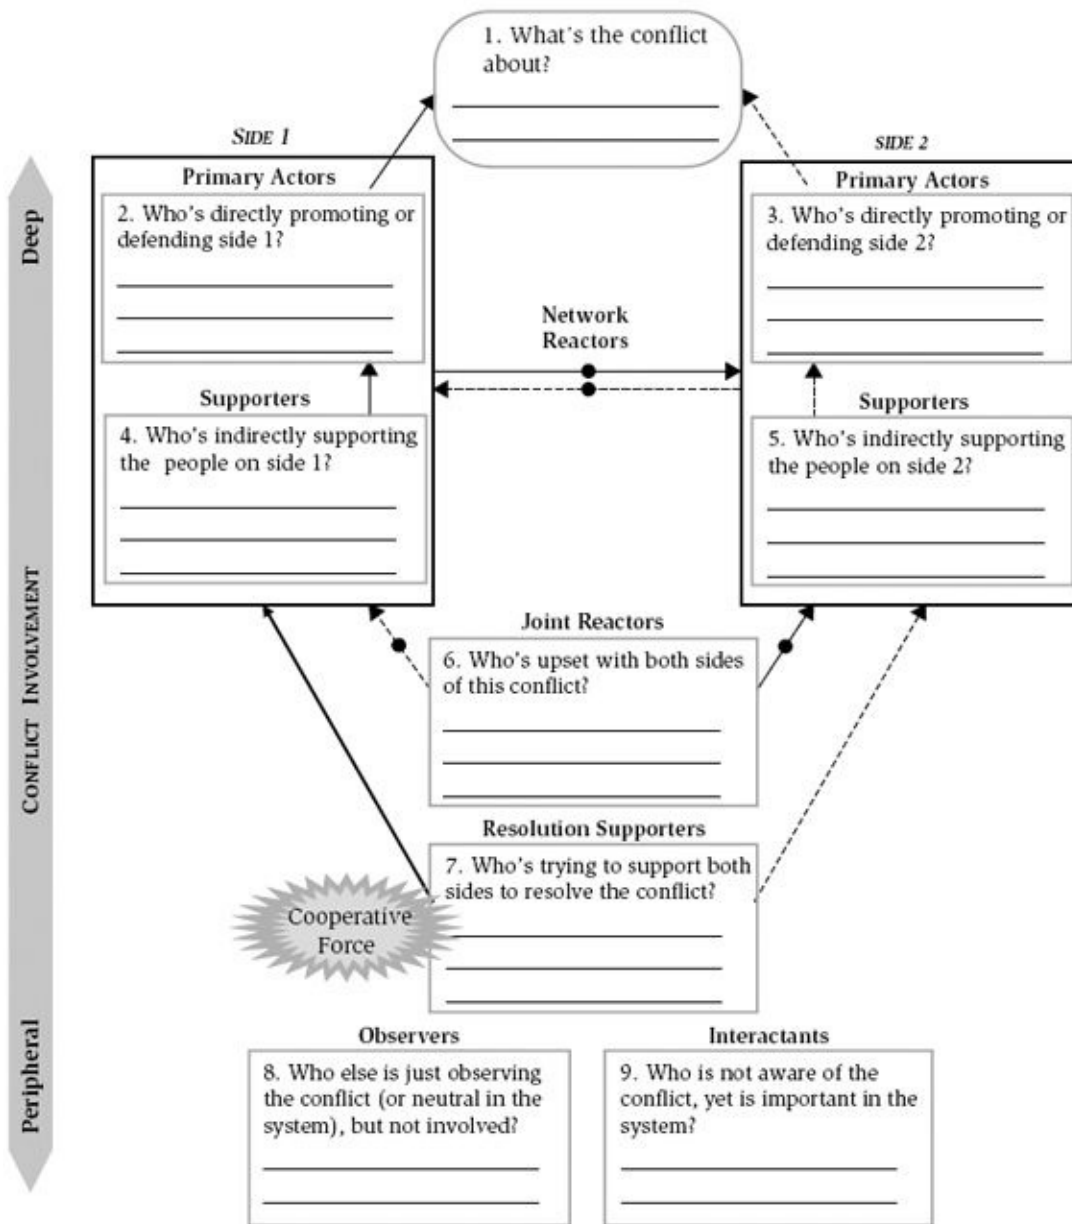 1. What's the conflict
about?
SIDE 1
SIDE 2
Primary Actors
2. Who's directly promoting or
defending side 1?
Primary Actors
3. Who's directly promoting or
defending side 2?
Deep
Network
Reactors
Supporters
4. Who's indirectly supporting
the people on side 1?
Supporters
5. Who's indirectly supporting
the people on side 2?
CONFLICT INVOLVEMENT
Joint Reactors
6. Who's upset with both sides
of this conflict?
Resolution Supporters
7. Who's trying to support both
sides to resolve the conflict?
Cooperative
Force
Peripheral
Observers
8. Who else is just observing
the conflict (or neutral in the
system), but not involved?
Interactants
9. Who is not aware of the
conflict, yet is important in the
system?